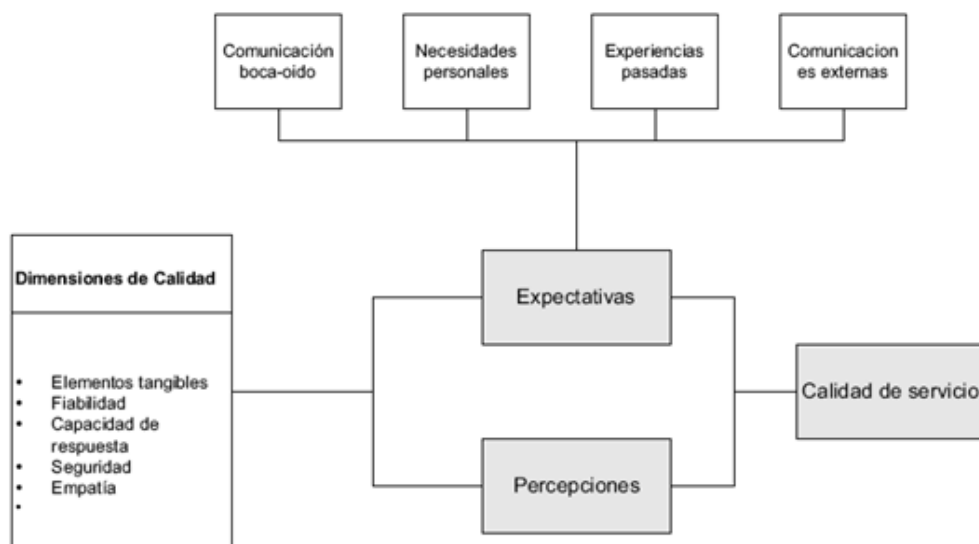 Comunicación
boca-oido
Necesidades
personales
Experiencias
pasadas
Comunicacion
es externas
Dimensiones de Calidad
• Elementos tangibles
• Fiabilidad
• Capacidad de
respuesta
• Seguridad
• Empatía
•
Expectativas
Percepciones
Calidad de servicio